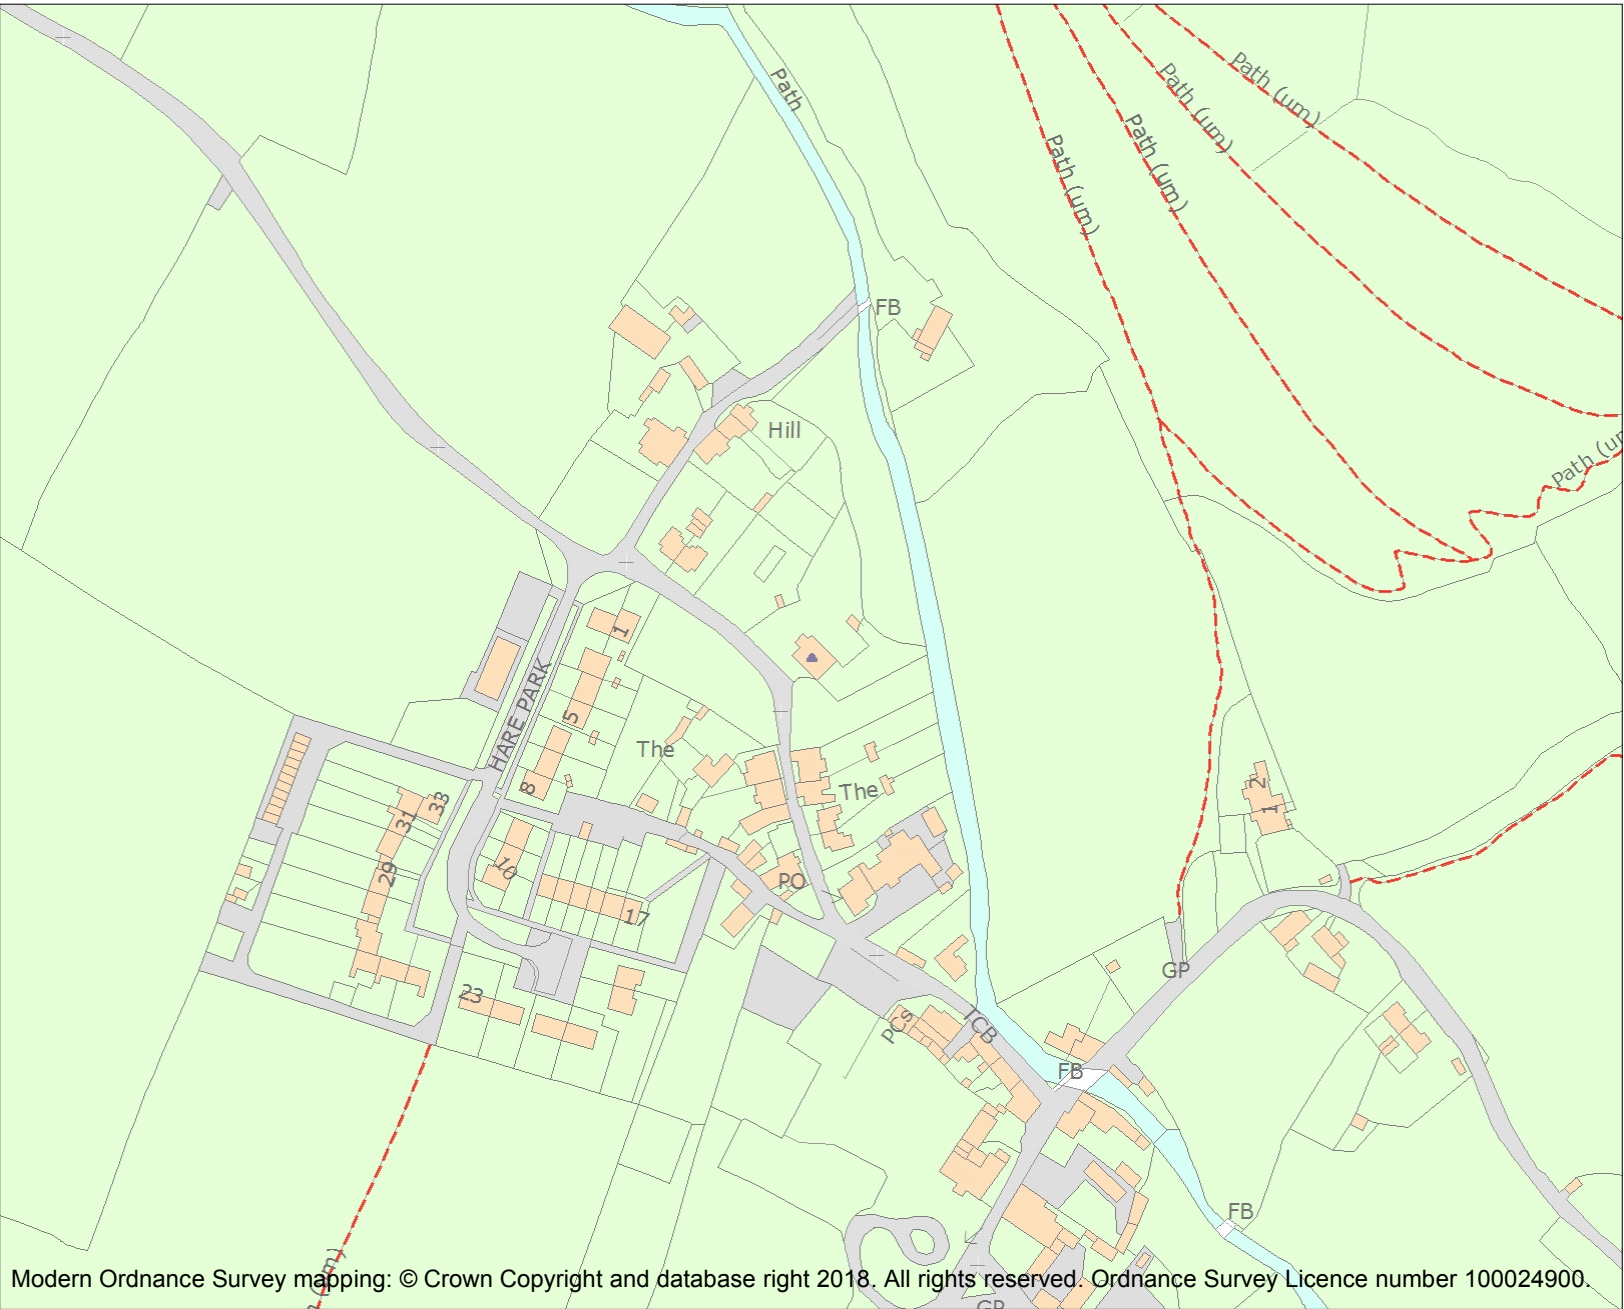 Path
Path (um)
Path (um)
Path (um)
Path (um)
FB
Hill
Path (u
HARE PARK
1
5
8
The
The
33
31
29
10
17
PO
23
2
1
GP
PCs
TCB
FB
FB
(um)
GP
Modern Ordnance Survey mapping: © Crown Copyright and database right 2018. All rights reserved. Ordnance Survey Licence number 100024900.